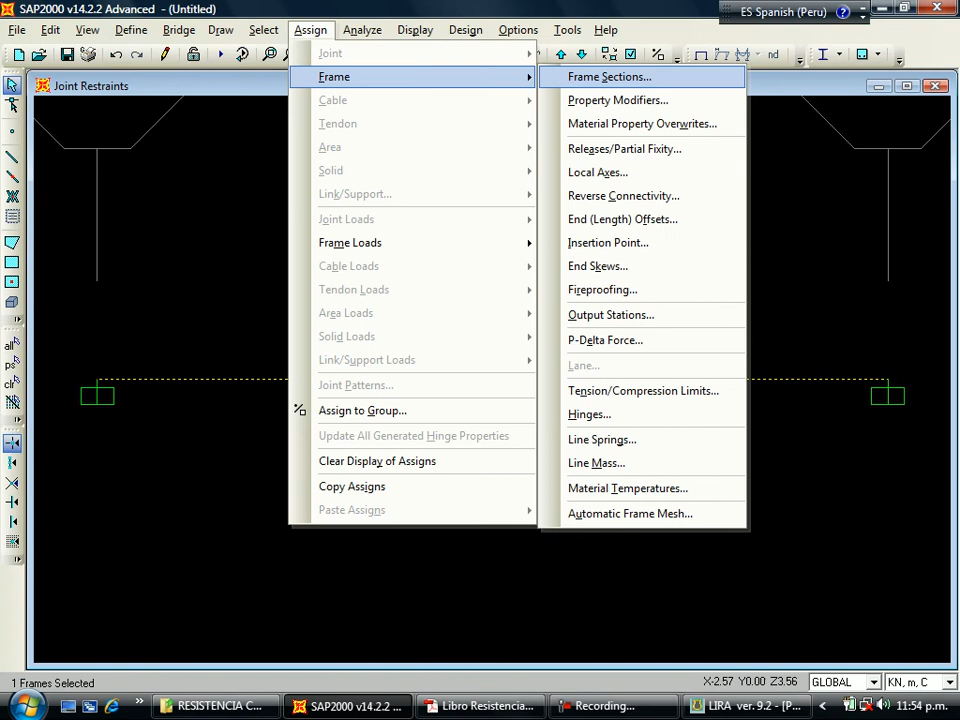 SAP2000 v14.2.2 Advanced - (Untitled)
ES Spanish (Peru)
File Edit View Define Bridge Draw Select Assign Analyze Display Design Options Tools Help
nd
Joint Restraints
all
ps
clr
Joint
Frame
Cable
Tendon
Area
Solid
Link/Support...
Joint Loads
Frame Loads
Cable Loads
Tendon Loads
Area Loads
Solid Loads
Link/Support Loads
Joint Patterns...
Assign to Group...
Update All Generated Hinge Properties
Clear Display of Assigns
Copy Assigns
Paste Assigns
Frame Sections...
Property Modifiers...
Material Property Overwrites...
Releases/Partial Fixity...
Local Axes...
Reverse Connectivity...
End (Length) Offsets...
Insertion Point...
End Skews...
Fireproofing...
Output Stations...
P-Delta Force...
Lane...
Tension/Compression Limits...
Hinges...
Line Springs...
Line Mass...
Material Temperatures...
Automatic Frame Mesh...
1 Frames Selected
X-2.57 Y0.00 Z3.56
GLOBAL
KN, m, C
RESISTENCIA C...
SAP2000 v14.2.2 ...
Libro Resistencia...
Recording...
LIRA ver. 9.2 - [P...
11:54 p.m.